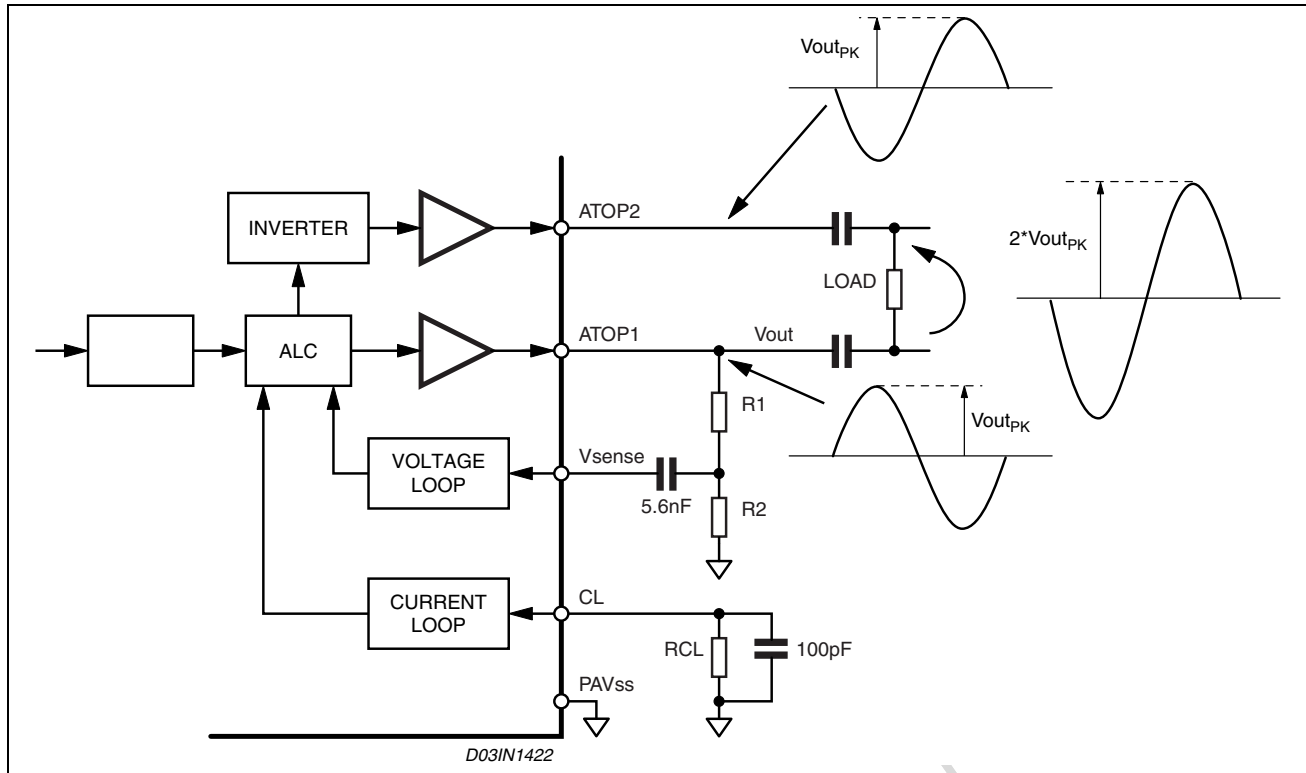 Vout_PK
ATOP2
INVERTER
2*Vout_PK
LOAD
ATOP1
Vout
ALC
R1
Vout_PK
VOLTAGE
LOOP
Vsense
5.6nF
R2
CURRENT
LOOP
CL
RCL
100pF
PAVss
D03IN1422